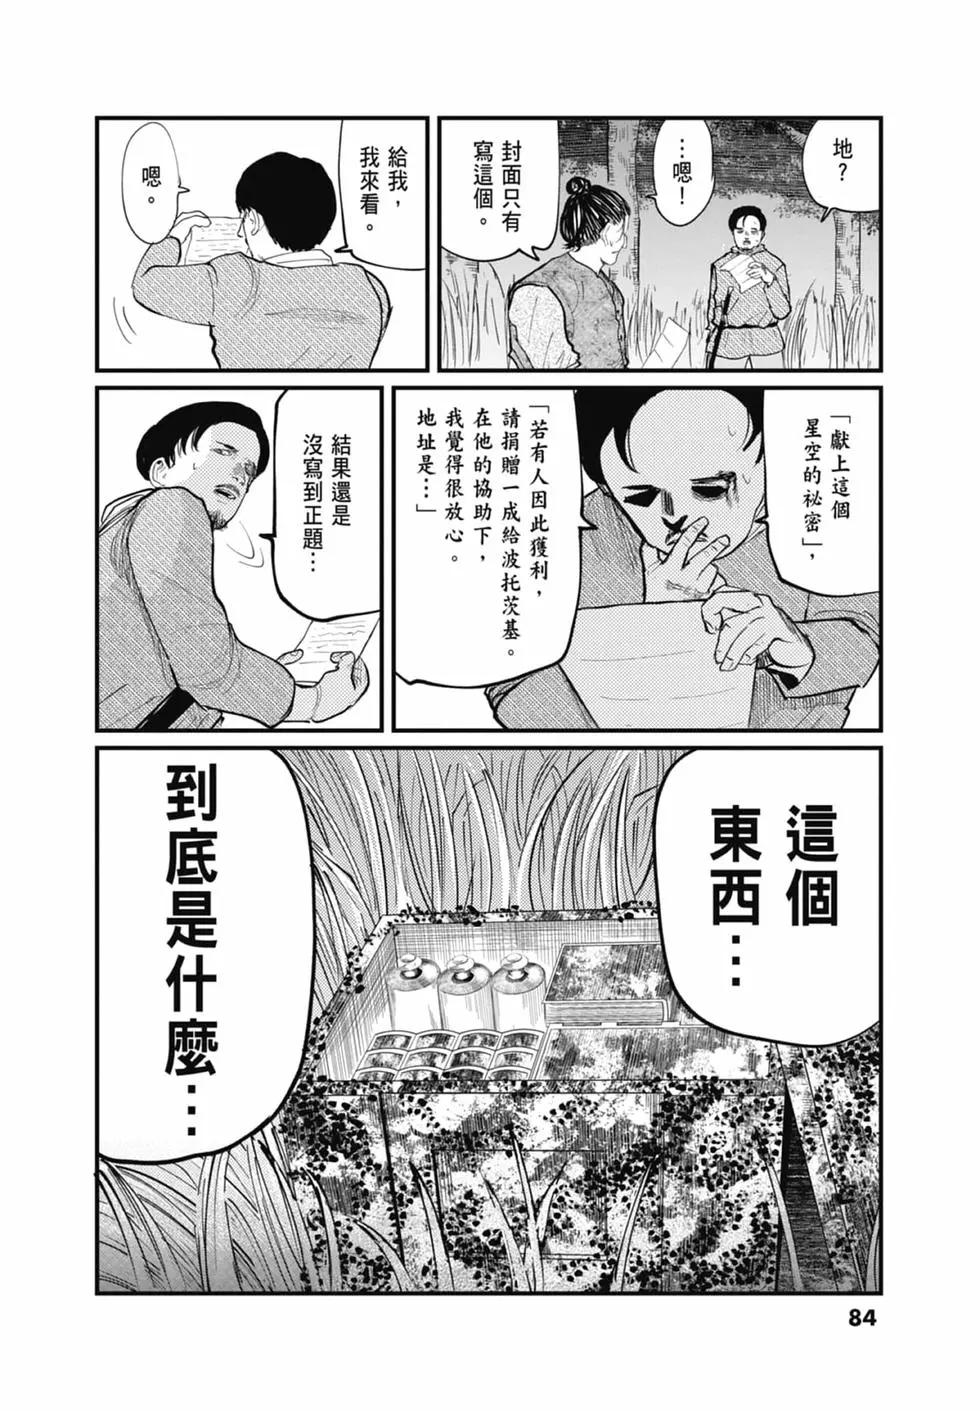 地？
…嗯！
封面只有
寫這個。
給我，
我來看。
嗯。
「獻上這個
星空的祕密」，
「若有人因此獲利，
請捐贈一成給波托茨基。
在他的協助下，
我覺得很放心。
地址是…」
結果還是
沒寫到正題…
這個
東西…
到底是什麼…
84